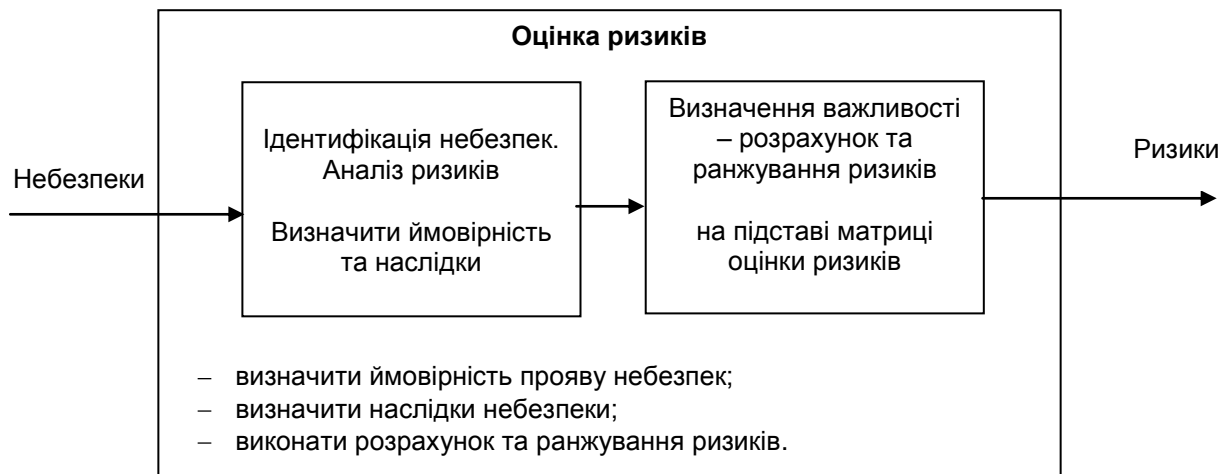 Оцінка ризиків
Небезпеки
Ідентифікація небезпек.
Аналіз ризиків
Визначити ймовірність
та наслідки
Визначення важливості
– розрахунок та
ранжування ризиків
на підставі матриці
оцінки ризиків
Ризики
– визначити ймовірність прояву небезпек;
– визначити наслідки небезпеки;
– виконати розрахунок та ранжування ризиків.